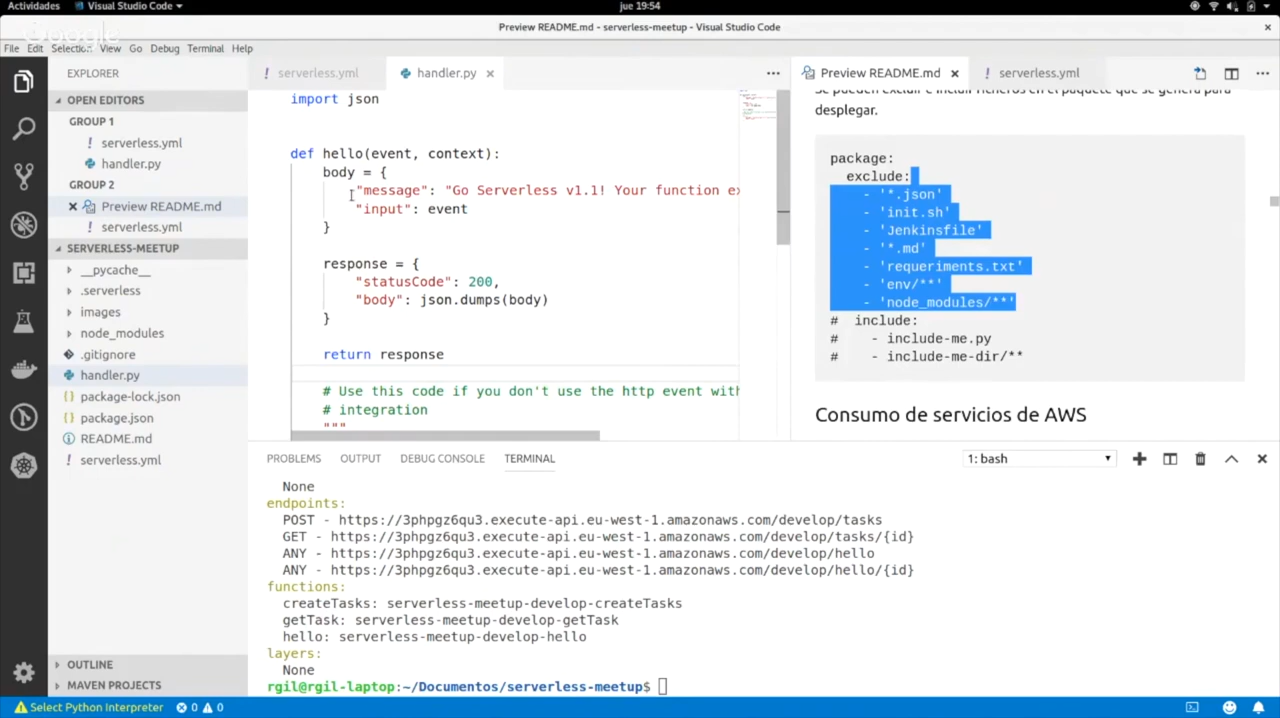 Actividades Visual Studio Code jue 19:54
Preview README.md - serverless-meetup - Visual Studio Code
Google
File Edit Selection View Go Debug Terminal Help
EXPLORER
OPEN EDITORS
GROUP 1
! serverless.yml
handler.py
GROUP 2
Preview README.md
! serverless.yml
SERVERLESS-MEETUP
__pycache__
.serverless
images
node_modules
.gitignore
handler.py
package-lock.json
package.json
README.md
! serverless.yml
OUTLINE
MAVEN PROJECTS
! serverless.yml handler.py
import json
def hello(event, context):
body = {
"message": "Go Serverless v1.1! Your function ex
"input": event
}
response = {
"statusCode": 200,
"body": json.dumps(body)
}
return response
# Use this code if you don't use the http event with
# integration
"""
Preview README.md ! serverless.yml
Se pueden excluir e incluir ficheros en el paquete que se genera para
desplegar.
package:
exclude:
- '*.json'
- 'init.sh'
- 'Jenkinsfile'
- '*.md'
- 'requeriments.txt'
- 'env/**'
- 'node_modules/**'
# include:
# - include-me.py
# - include-me-dir/**
Consumo de servicios de AWS
PROBLEMS OUTPUT DEBUG CONSOLE TERMINAL 1: bash
None
endpoints:
POST - https://3phpgz6qu3.execute-api.eu-west-1.amazonaws.com/develop/tasks
GET - https://3phpgz6qu3.execute-api.eu-west-1.amazonaws.com/develop/tasks/{id}
ANY - https://3phpgz6qu3.execute-api.eu-west-1.amazonaws.com/develop/hello
ANY - https://3phpgz6qu3.execute-api.eu-west-1.amazonaws.com/develop/hello/{id}
functions:
createTasks: serverless-meetup-develop-createTasks
getTask: serverless-meetup-develop-getTask
hello: serverless-meetup-develop-hello
layers:
None
rgil@rgil-laptop:~/Documentos/serverless-meetup$
Select Python Interpreter 0 0